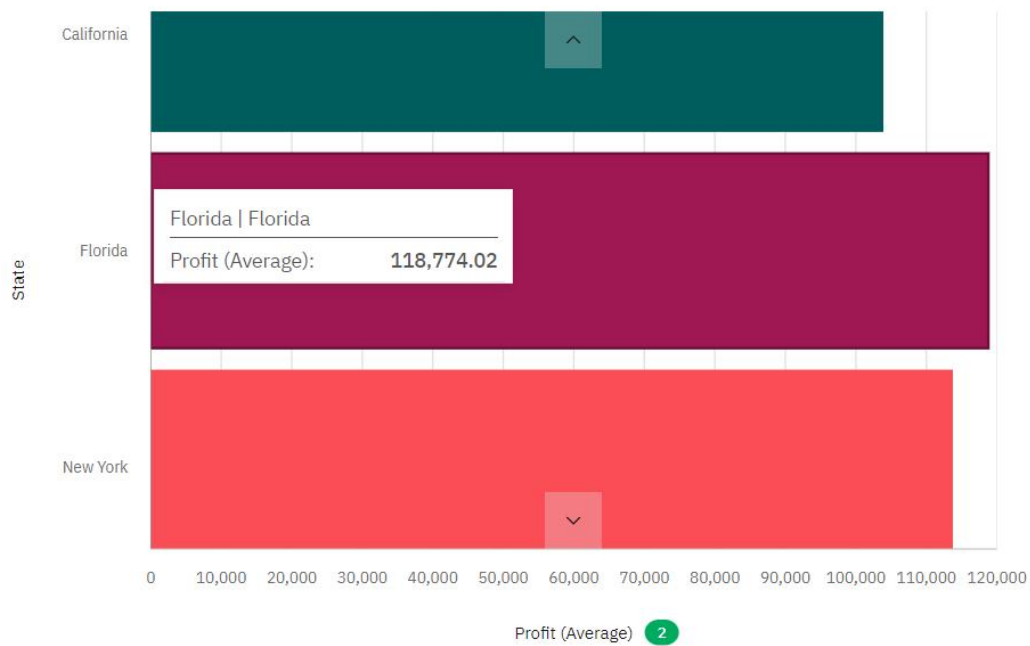 California
Florida | Florida
Profit (Average): 118,774.02
Florida
State
New York
0 10,000 20,000 30,000 40,000 50,000 60,000 70,000 80,000 90,000 100,000 110,000 120,000
Profit (Average) 2